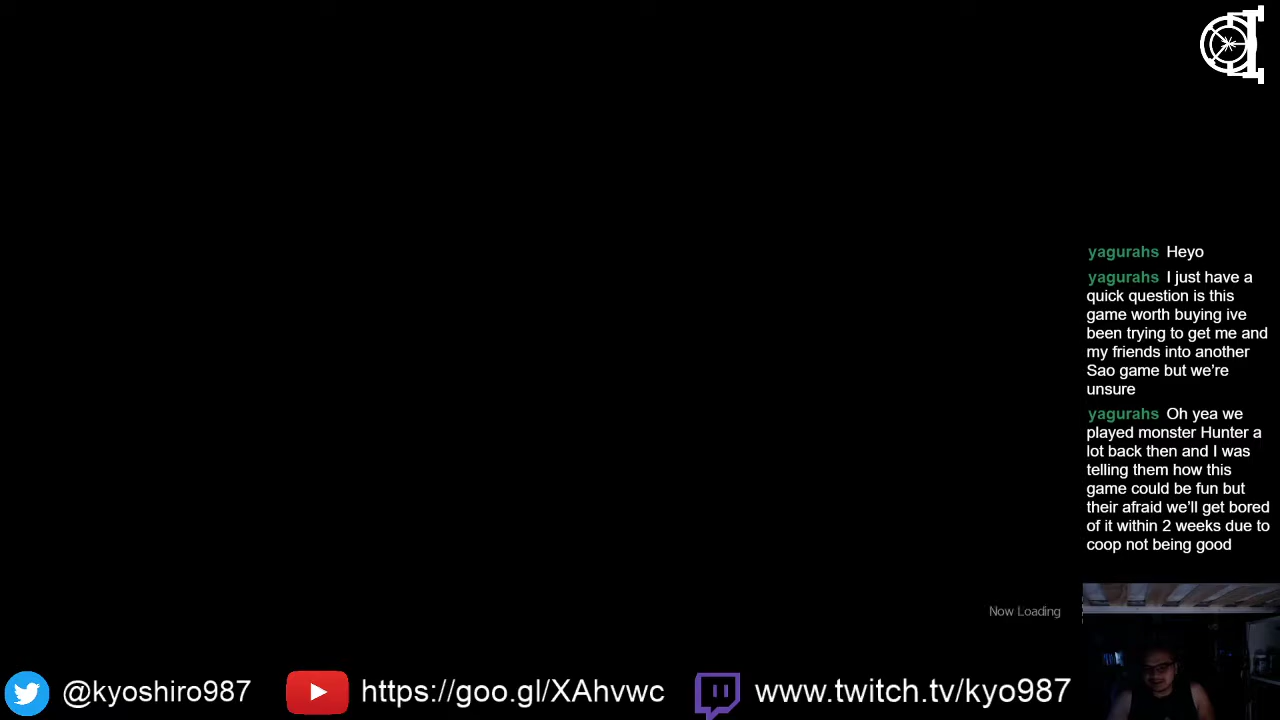 yagurahs Heyo
yagurahs I just have a
quick question is this
game worth buying ive
been trying to get me and
my friends into another
Sao game but we're
unsure
yagurahs Oh yea we
played monster Hunter a
lot back then and I was
telling them how this
game could be fun but
their afraid we'll get bored
of it within 2 weeks due to
coop not being good
Now Loading
@kyoshiro987 https://goo.gl/XAhvwc www.twitch.tv/kyo987